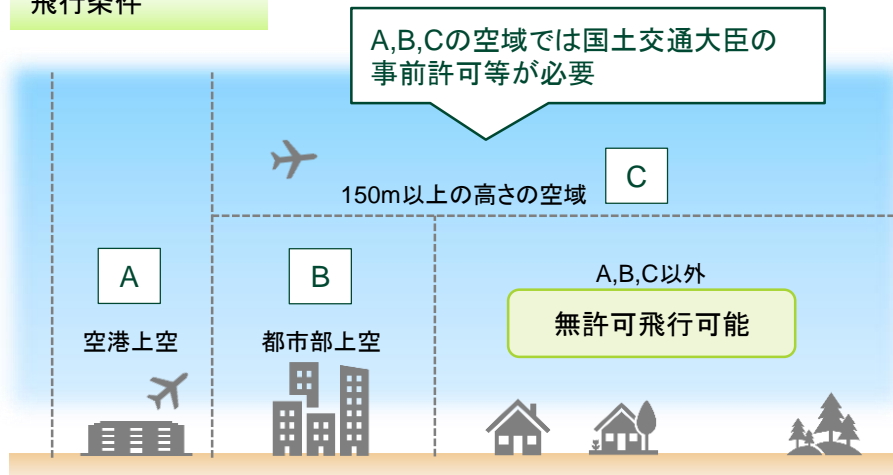 飛行条件
A,B,Cの空域では国土交通大臣の
事前許可等が必要
C
150m以上の高さの空域
A
B
A,B,C以外
無許可飛行可能
空港上空
都市部上空